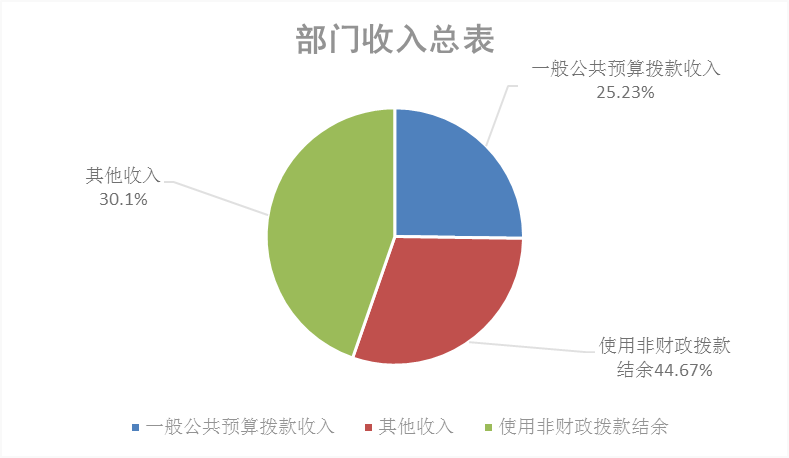 部门收入总表
一般公共预算拨款收入
25.23%
其他收入
30.1%
使用非财政拨款
结余44.67%
一般公共预算拨款收入 其他收入 使用非财政拨款结余